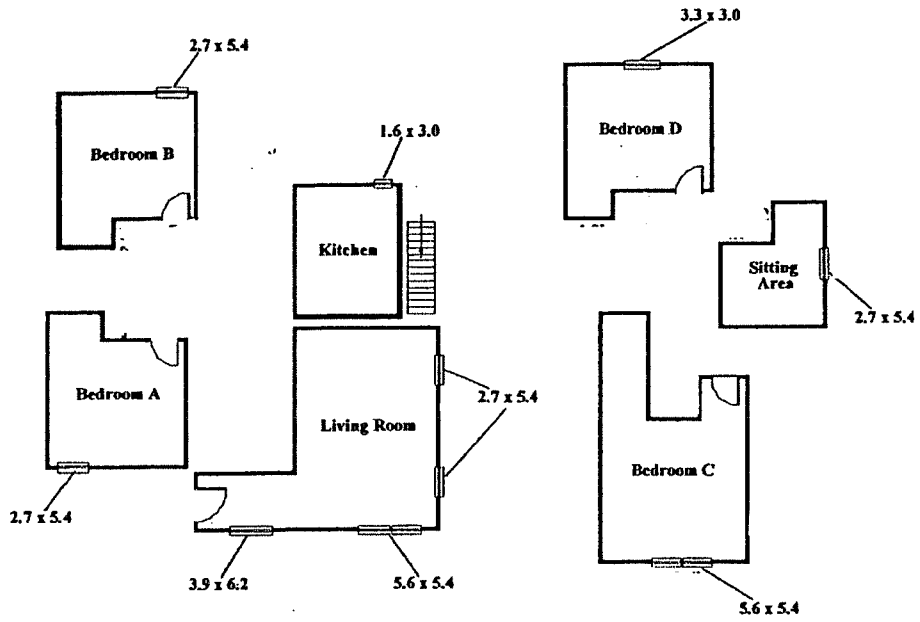 3.3 x 3.0
2.7 x 5.4
Bedroom D
1.6 x 3.0
Bedroom B
Kitchen
Sitting
Area
2.7 x 5.4
Bedroom A
2.7 x 5.4
Living Room
Bedroom C
2.7 x 5.4
3.9 x 6.2
5.6 x 5.4
5.6 x 5.4